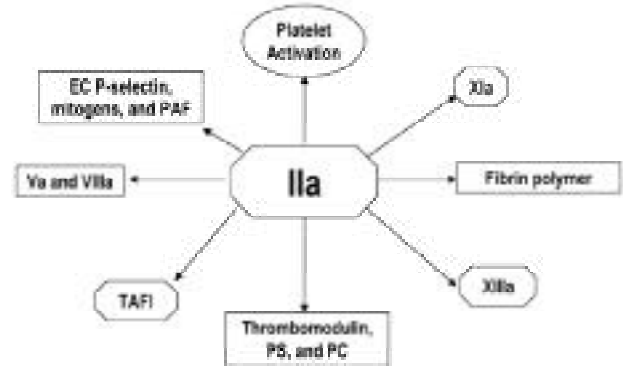 Platelet
Activation
EC P-selectin,
mitogens, and PAF
XIa
Va and VIIIa
IIa
Fibrin polymer
TAFI
XIIIa
Thrombomodulin,
PS, and PC